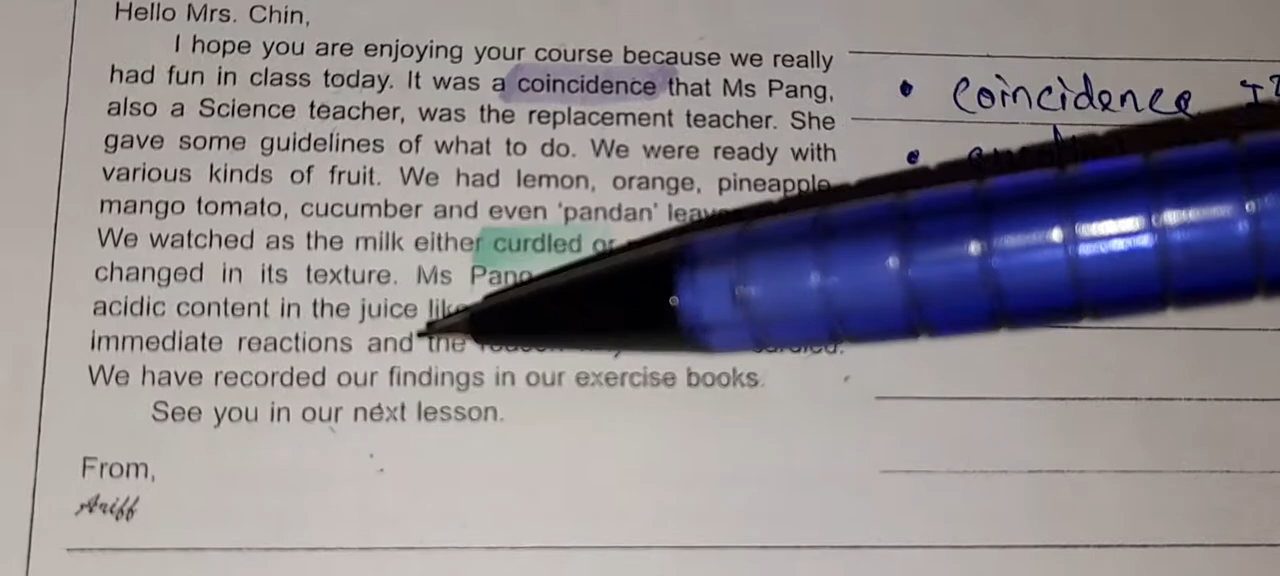 Hello Mrs. Chin,
I hope you are enjoying your course because we really
had fun in class today. It was a coincidence that Ms Pang,
also a Science teacher, was the replacement teacher. She
gave some guidelines of what to do. We were ready with
various kinds of fruit. We had lemon, orange, pineapple
mango tomato, cucumber and even 'pandan'
We watched as the milk either curdled or
changed in its texture. Ms Pang
acidic content in the juice like
immediate reactions and the
We have recorded our findings in our exercise books.
See you in our next lesson.
From,
Ariff
• coincidence